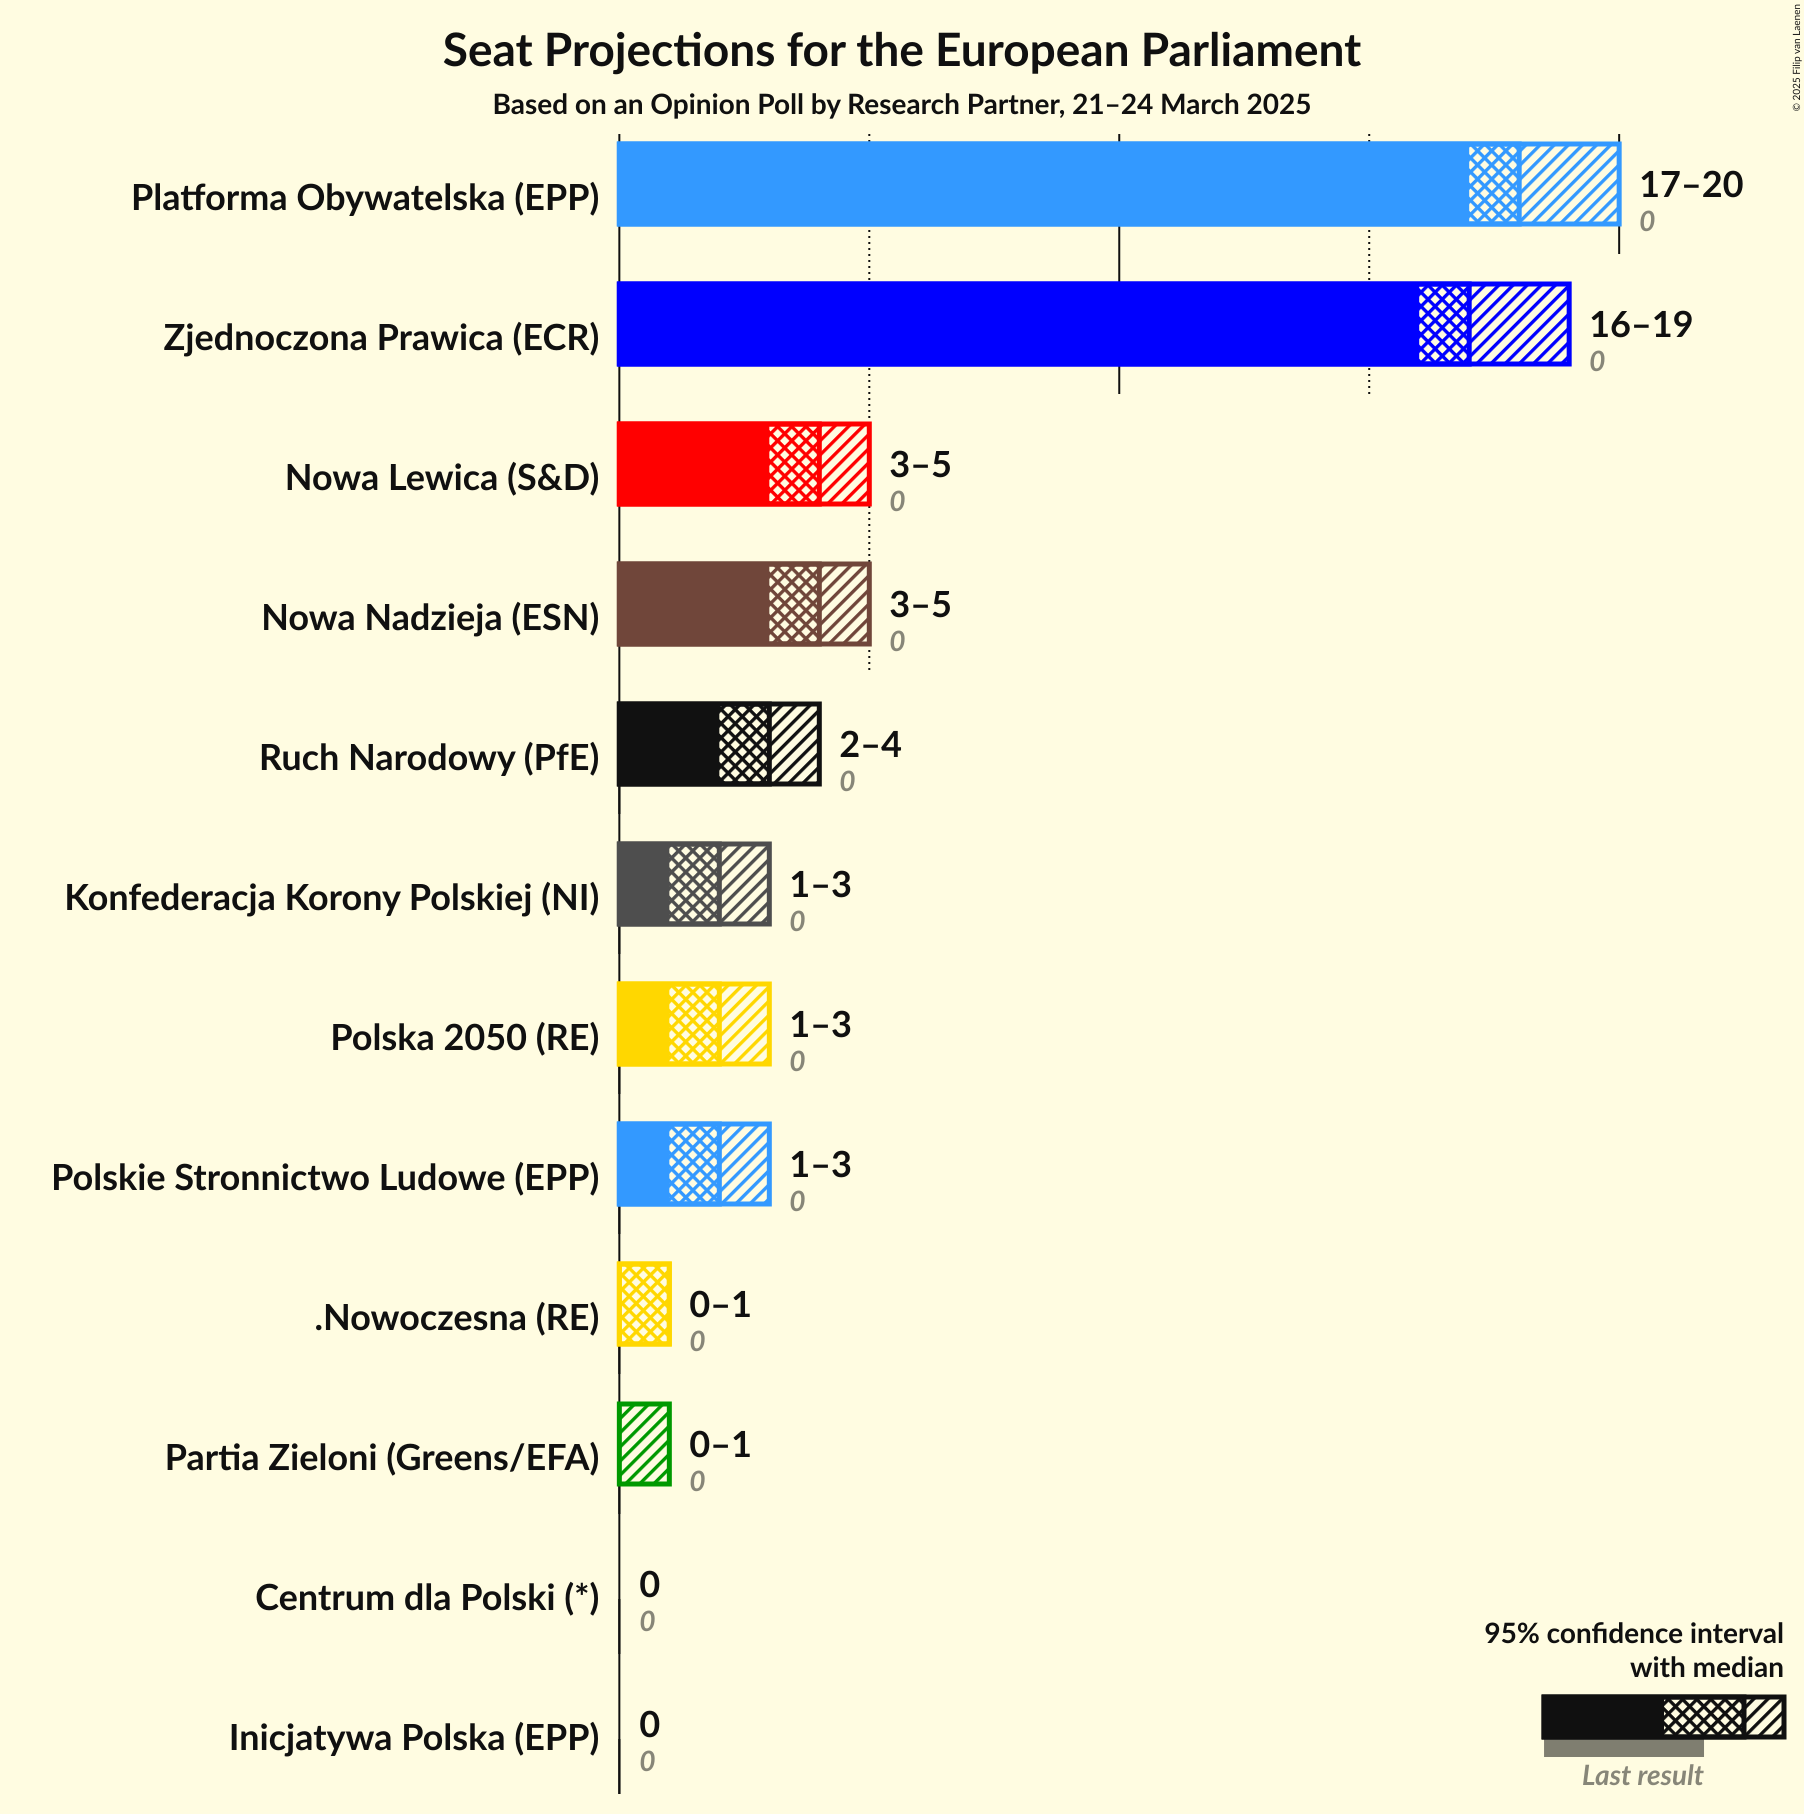 Seat Projections for the European Parliament
Based on an Opinion Poll by Research Partner, 21–24 March 2025
© 2025 Filip van Laenen
Platforma Obywatelska (EPP)
17–20
0
Zjednoczona Prawica (ECR)
16–19
0
Nowa Lewica (S&D)
3–5
0
Nowa Nadzieja (ESN)
3–5
0
Ruch Narodowy (PfE)
2–4
0
Konfederacja Korony Polskiej (NI)
1–3
0
Polska 2050 (RE)
1–3
0
Polskie Stronnictwo Ludowe (EPP)
1–3
0
.Nowoczesna (RE)
0–1
0
Partia Zieloni (Greens/EFA)
0–1
0
Centrum dla Polski (*)
0
0
Inicjatywa Polska (EPP)
0
0
95% confidence interval
with median
Last result